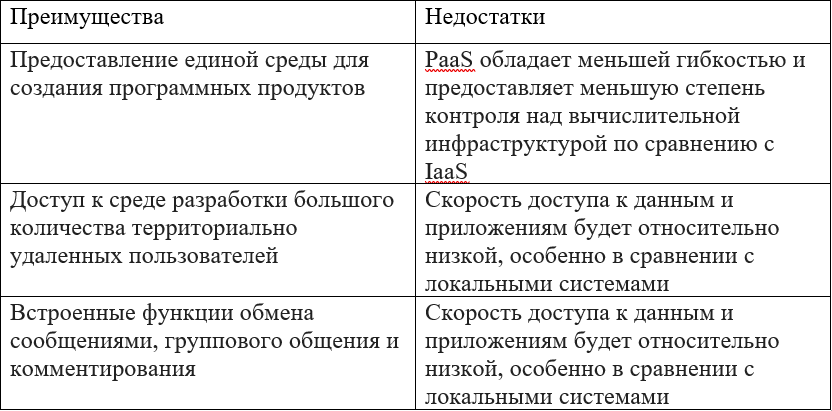 Преимущества
Недостатки
Предоставление единой среды для
создания программных продуктов
PaaS обладает меньшей гибкостью и
предоставляет меньшую степень
контроля над вычислительной
инфраструктурой по сравнению с
IaaS
Доступ к среде разработки большого
количества территориально
удаленных пользователей
Скорость доступа к данным и
приложениям будет относительно
низкой, особенно в сравнении с
локальными системами
Встроенные функции обмена
сообщениями, группового общения и
комментирования
Скорость доступа к данным и
приложениям будет относительно
низкой, особенно в сравнении с
локальными системами